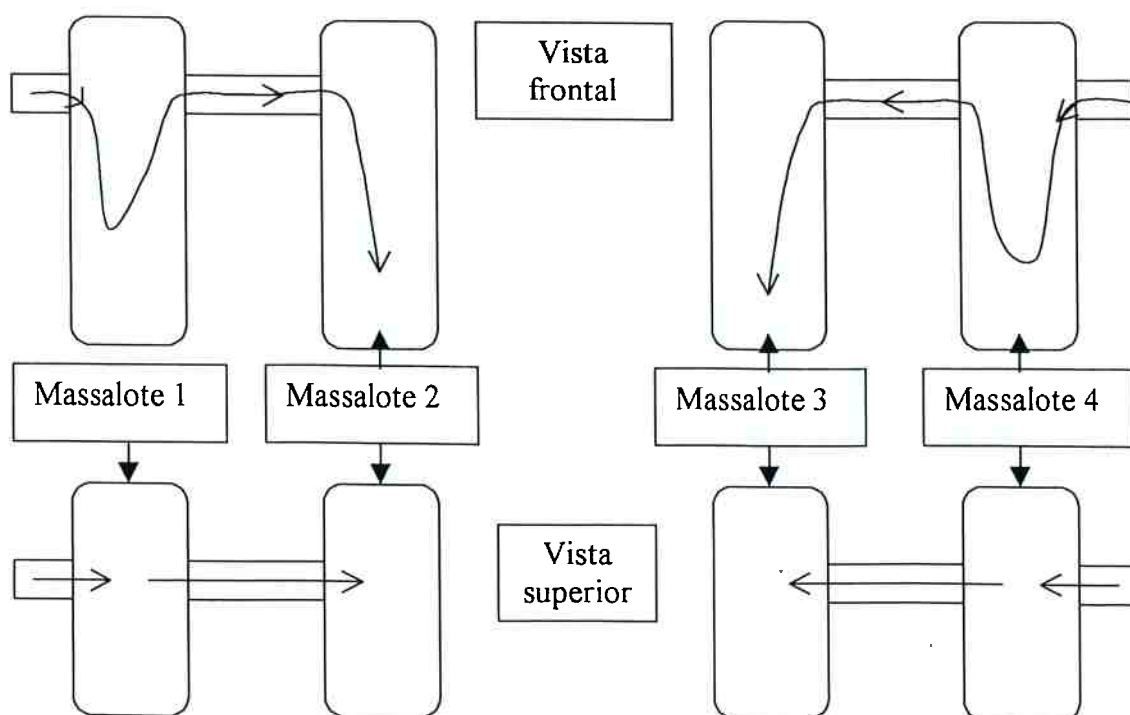 Vista
frontal
Massalote 1
Massalote 2
Massalote 3
Massalote 4
Vista
superior